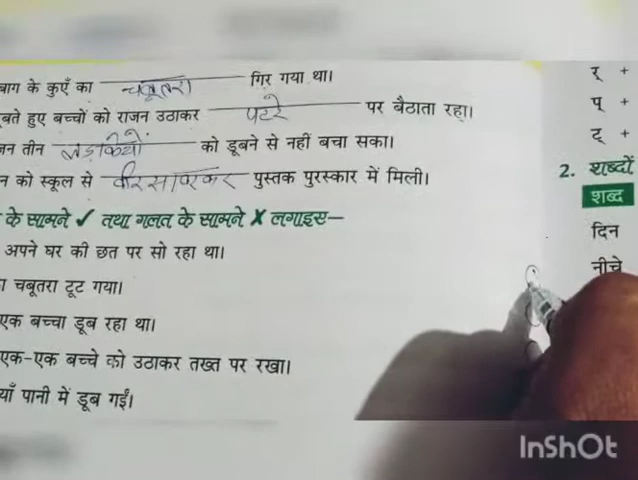 बाग के कुएँ का चबूतरा गिर गया था।
बते हुए बच्चों को राजन उठाकर पटरे पर बैठाता रहा।
जन तीन लड़कियों को डूबने से नहीं बचा सका।
न को स्कूल से वीर सावरकर पुस्तक पुरस्कार में मिली।
के सामने ✓ तथा गलत के सामने ✗ लगाइए—
अपने घर की छत पर सो रहा था।
ा चबूतरा टूट गया।
एक बच्चा डूब रहा था।
एक-एक बच्चे को उठाकर तख्त पर रखा।
याँ पानी में डूब गईं।
र् +
प् +
ट् +
2. शब्दों
शब्द
दिन
नीचे
InShOt